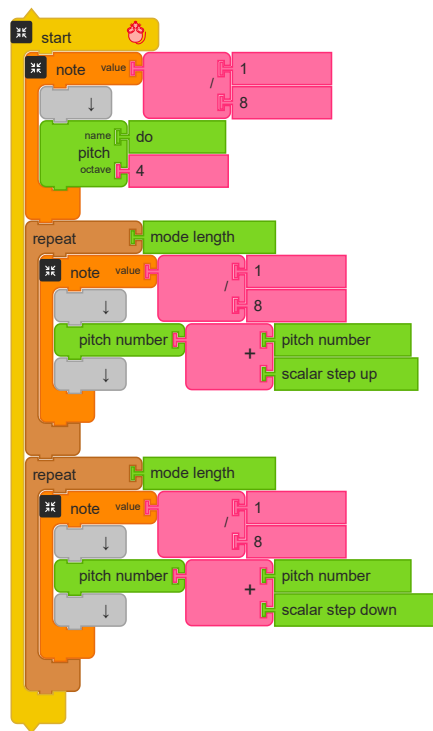 start
note value / 1
8
↓
name do
pitch
octave 4
repeat mode length
note value / 1
8
↓
pitch number + pitch number
↓ scalar step up
repeat mode length
note value / 1
8
↓
pitch number + pitch number
↓ scalar step down